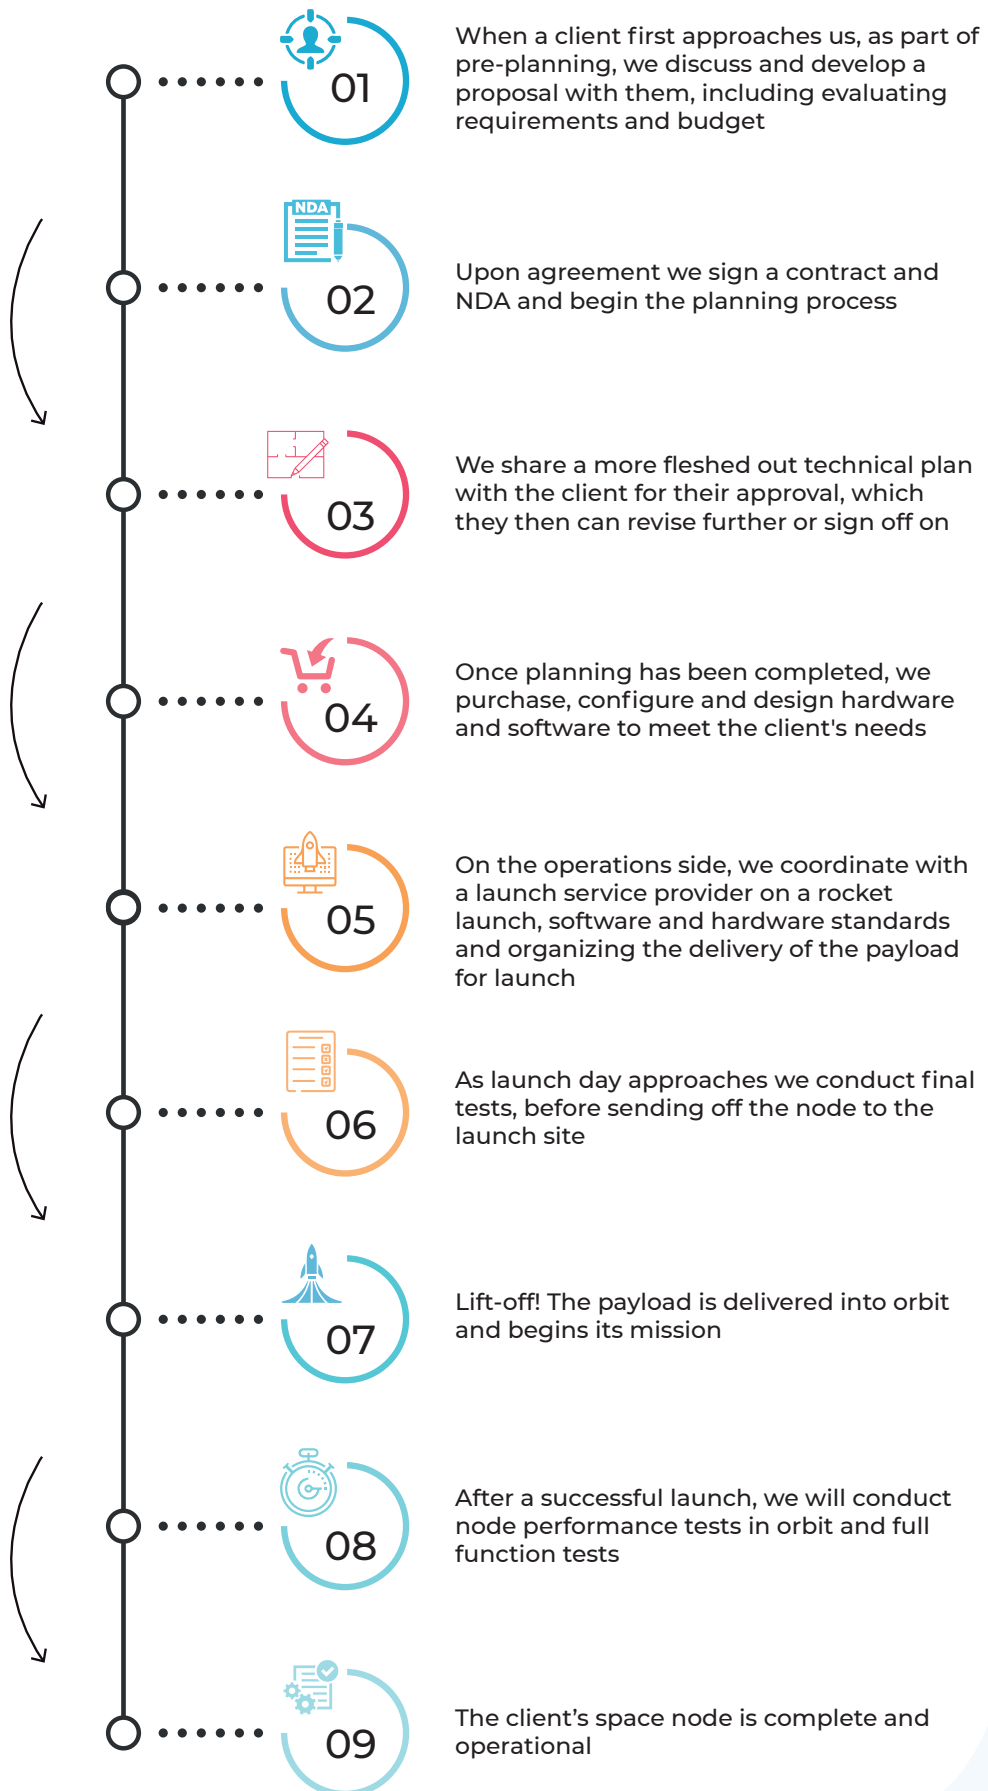 01
When a client first approaches us, as part of
pre-planning, we discuss and develop a
proposal with them, including evaluating
requirements and budget
NDA
02
Upon agreement we sign a contract and
NDA and begin the planning process
03
We share a more fleshed out technical plan
with the client for their approval, which
they then can revise further or sign off on
04
Once planning has been completed, we
purchase, configure and design hardware
and software to meet the client's needs
05
On the operations side, we coordinate with
a launch service provider on a rocket
launch, software and hardware standards
and organizing the delivery of the payload
for launch
06
As launch day approaches we conduct final
tests, before sending off the node to the
launch site
07
Lift-off! The payload is delivered into orbit
and begins its mission
08
After a successful launch, we will conduct
node performance tests in orbit and full
function tests
09
The client’s space node is complete and
operational